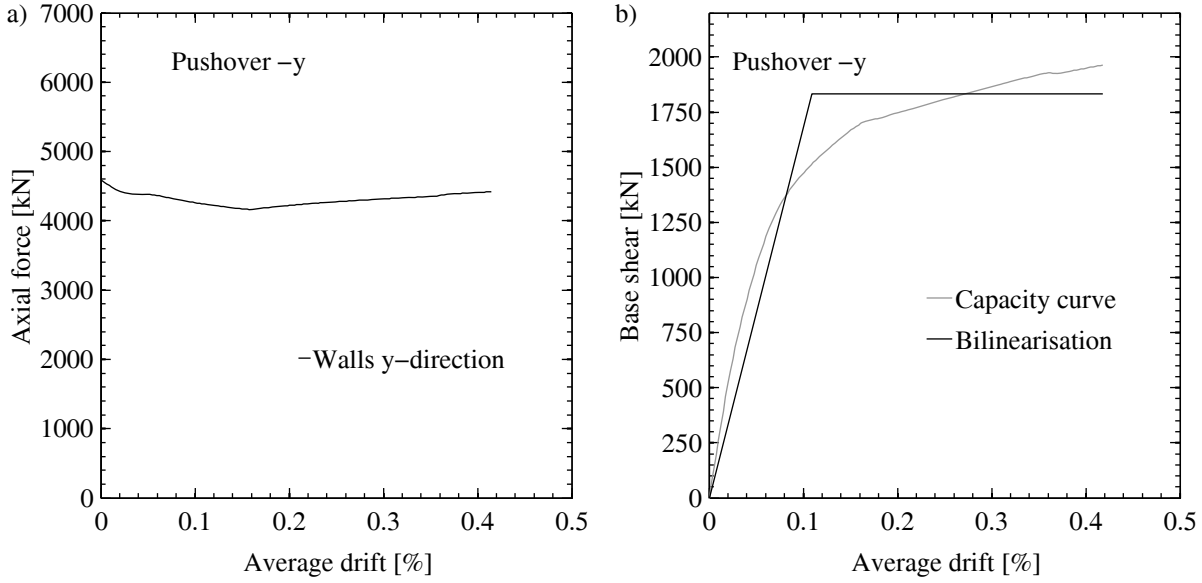 a)
Pushover −y
Axial force [kN]
7000
6000
5000
4000
3000
2000
1000
0
Walls y−direction
0 0.1 0.2 0.3 0.4 0.5
Average drift [%]
b)
Pushover −y
Base shear [kN]
2000
1750
1500
1250
1000
750
500
250
0
Capacity curve
Bilinearisation
0 0.1 0.2 0.3 0.4 0.5
Average drift [%]